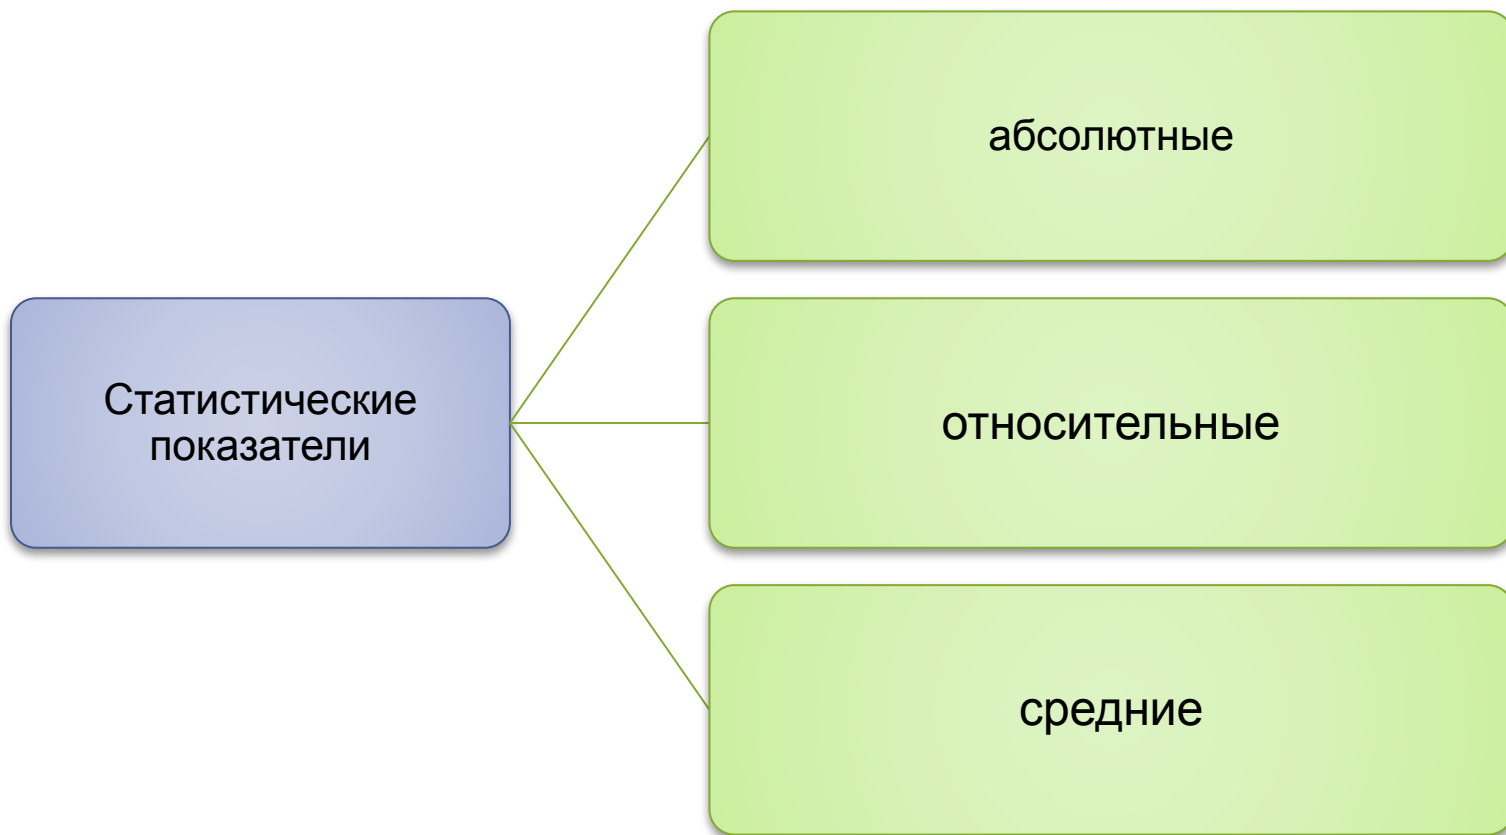 абсолютные
Статистические
показатели
относительные
средние